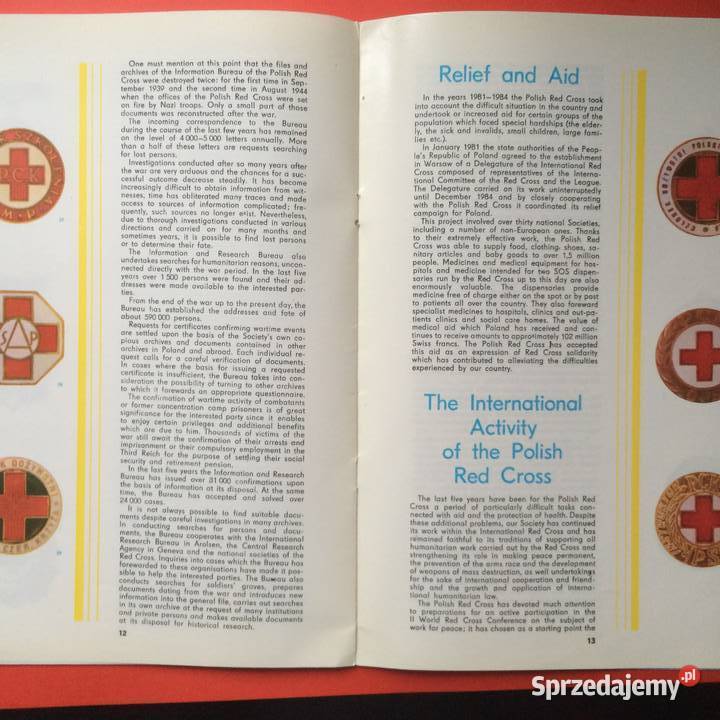 One must mention at this point that the files and
archives of the Information Bureau of the Polish Red
Cross were destroyed twice: for the first time in Sep-
tember 1939 and the second time in August 1944
when the offices of the Polish Red Cross were set
on fire by Nazi troops. Only a small part of those
documents was reconstructed after the war.
The incoming correspondence to the Bureau
during the course of the last few years has remained
on the level of 4000—5000 letters annually. More
than a half of these letters are requests searching
for lost persons.
Investigations conducted after so many years after
the war are very arduous and the chances for a suc-
cessful outcome decrease steadily. It has become
increasingly difficult to obtain information from wit-
nesses, time has obliterated many traces and made
access to sources of information complicated; fre-
quently, such sources no longer exist. Nevertheless,
due to thorough investigations conducted in various
directions and carried on for many months and
sometimes years, it is possible to find lost persons
or to determine their fate.
The Information and Research Bureau also
undertakes searches for humanitarian reasons, uncon-
nected directly with the war period. In the last five
years over 1500 persons were found and their ad-
dresses were made available to the interested par-
ties.
From the end of the war up to the present day, the
Bureau has established the addresses and fate of
about 590000 persons.
Requests for certificates confirming wartime events
are settled upon the basis of the Society's own co-
pious archives and documents contained in other
archives in Poland and abroad. Each individual req-
uest calls for a careful verification of documents.
In cases where the basis for issuing a requested
certificate is insufficient, the Bureau takes into con-
sideration the possibility of turning to other archives
to which it forewards an appropriate questionnaire.
The confirmation of wartime activity of combatants
or former concentration camp prisoners is of great
significance for the interested party since it enables
to enjoy certain privileges and additional benefits
which are due to him. Thousands of victims of the
war still await the confirmation of their arrests and
imprisonment or their compulsory employment in the
Third Reich for the purpose of settling their social
security and retirement pension.
In the last five years the Information and Research
Bureau has issued over 31000 confirmations upon
the basis of information at its disposal. At the same
time, the Bureau has accepted and solved over
24000 cases.
It is not always possible to find suitable docu-
ments despite careful investigations in many archives.
In conducting searches for persons and docu-
ments, the Bureau cooperates with the International
Research Bureau in Arolsen, the Central Research
Agency in Geneva and the national societies of the
Red Cross. Inquiries into cases which the Bureau has
forewarded to these organisations have made it pos-
sible to help the interested parties. The Bureau also
conducts searches for soldiers' graves, prepares
documents dating from the war and introduces new
information into the general file, carries out searches
in its own archive at the request of many institutions
and private persons and makes available documents
at its disposal for historical research.
12
Relief and Aid
In the years 1981—1984 the Polish Red Cross took
into account the difficult situation in the country and
undertook or increased aid for certain groups of the
population which faced special hardships (the elder-
ly, the sick and invalids, small children, large fami-
lies etc.).
In January 1981 the state authorities of the Peop-
le's Republic of Poland agreed to the establishment
in Warsaw of a Delegature of the International Red
Cross composed of representatives of the Interna-
tional Committee of the Red Cross and the League.
The Delegature carried on its work uninterruptedly
until December 1984 and by closely cooperating
with the Polish Red Cross it coordinated its relief
campaign for Poland.
This project involved over thirty national Societies,
including a number of non-European ones. Thanks
to their extremely effective work, the Polish Red Cross
was able to supply food, clothing, shoes, sa-
nitary articles and baby goods to over 1,5 million
people. Medicines and medical equipment for hos-
pitals and medicine intended for two SOS dispen-
saries run by the Red Cross up to this day are also
enormously valuable. The dispensaries provide
medicine free of charge either on the spot or by post
to patients all over the country. They also foreward
specialist medicines to hospitals, clinics and out-pa-
tients clinics and social care homes. The value of
medical aid which Poland has received and con-
tinues to receive amounts to approximately 102 million
Swiss francs. The Polish Red Cross has accepted
this aid as an expression of Red Cross solidarity
which has contributed to alleviating the difficulties
experienced by our country.
The International
Activity
of the Polish
Red Cross
The last five years have been for the Polish Red
Cross a period of particularly difficult tasks conn-
ected with aid and the protection of health. Despite
these additional problems, our Society has continued
its work within the International Red Cross and has
remained faithful to its traditions of supporting all
humanitarian work carried out by the Red Cross and
strengthening its role in making peace permanent,
the prevention of the arms race and the development
of weapons of mass destruction, as well undertakings
for the sake of international cooperation and friend-
ship and the growth and application of inter-
national humanitarian law.
The Polish Red Cross has devoted much attention
to preparations for an active participation in the
II World Red Cross Conference on the subject of
work for peace; it has chosen as a starting point the
13
Sprzedajemy.pl